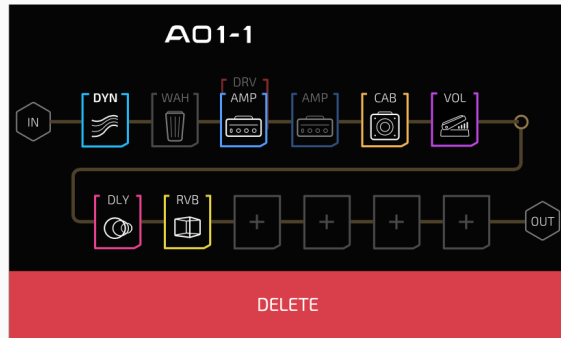 A01-1
DRV
IN DYN WAH AMP AMP CAB VOL
DLY RVB + + + + OUT
DELETE